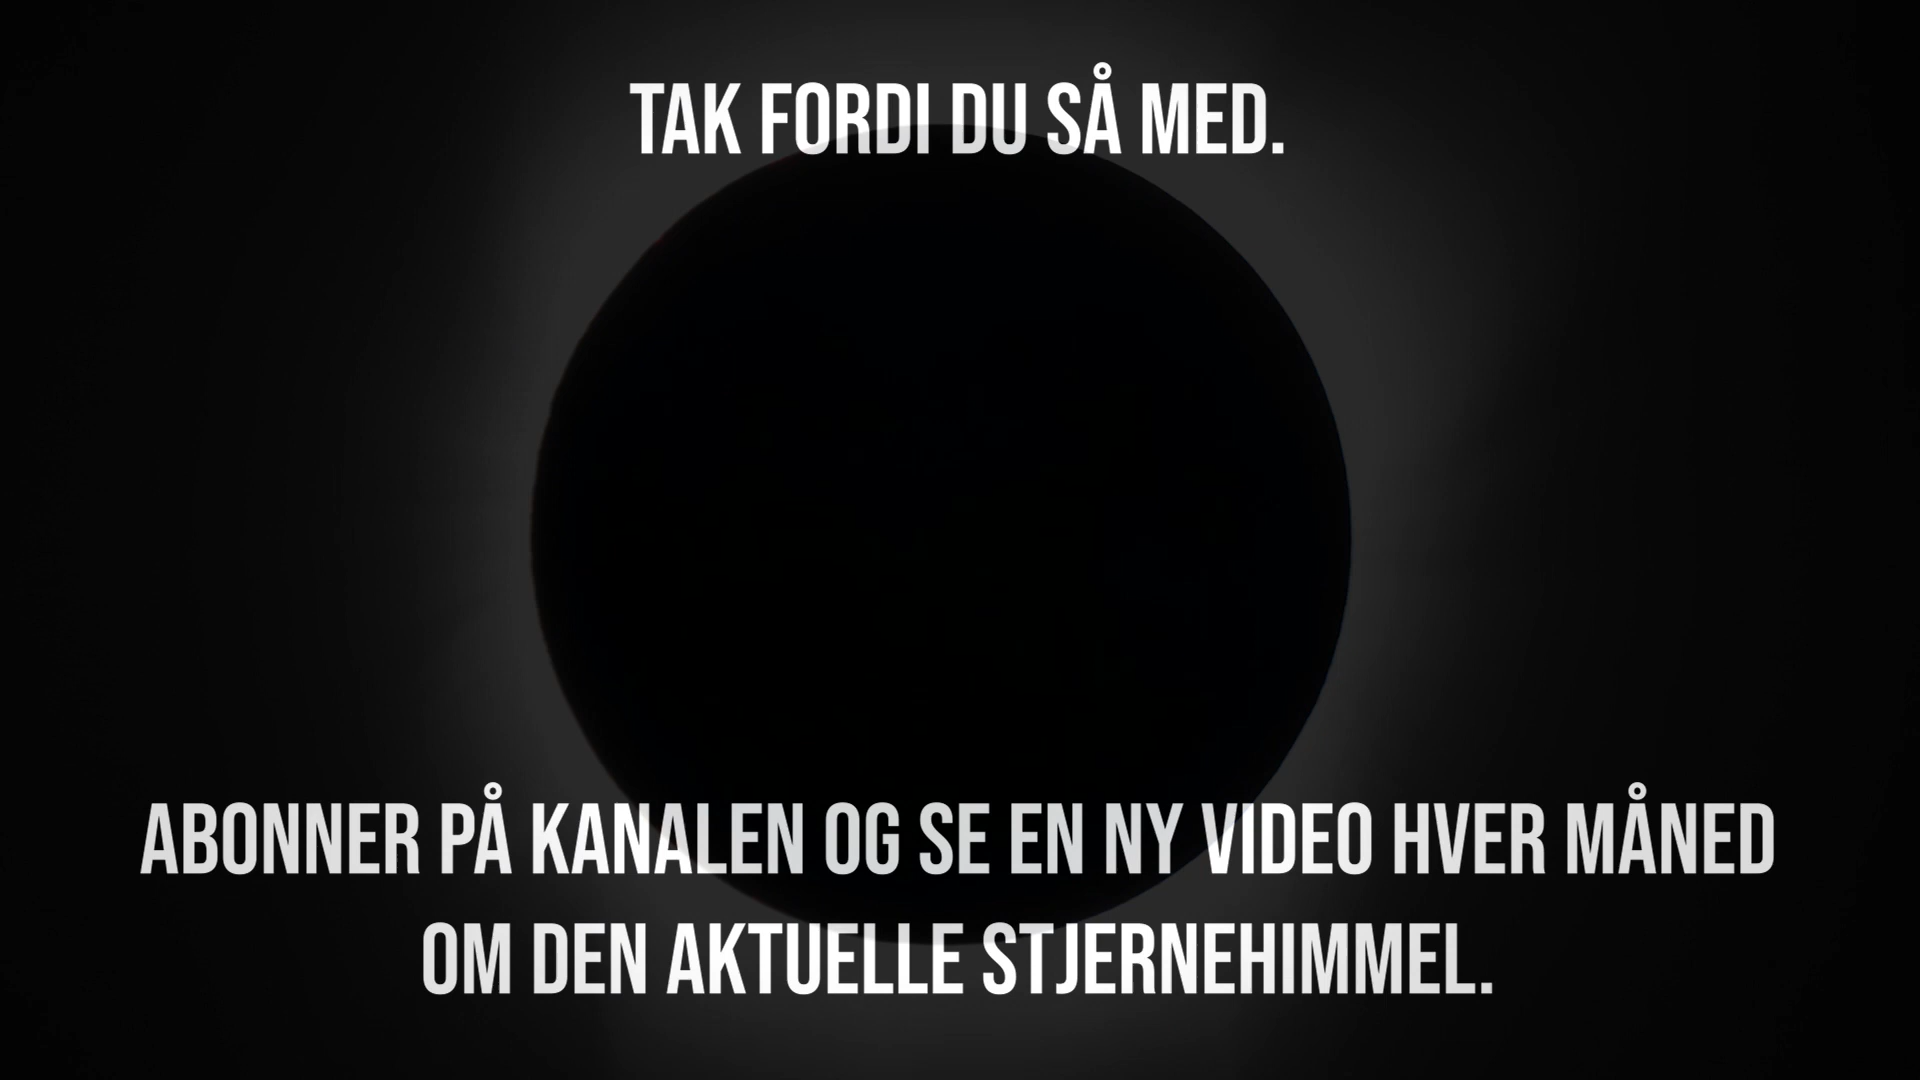 TAK FORDI DU SÅ MED.
ABONNER PÅ KANALEN OG SE EN NY VIDEO HVER MÅNED
OM DEN AKTUELLE STJERNEHIMMEL.